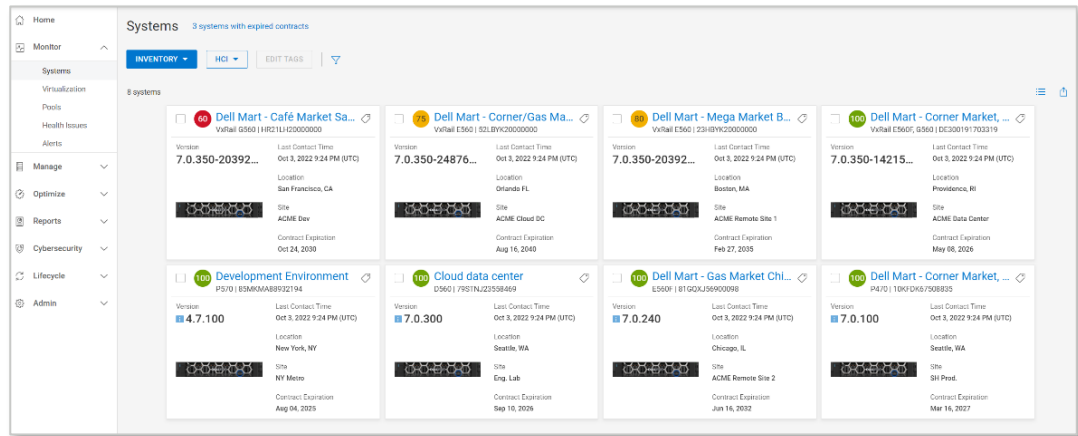 Home
Monitor
Systems
Virtualization
Pools
Health Issues
Alerts
Manage
Optimize
Reports
Cybersecurity
Lifecycle
Admin
Systems 3 systems with expired contracts
INVENTORY HCI EDIT TAGS
8 systems
60 Dell Mart - Café Market Sa...
VxRail G560 | HR21LH20000000
Version Last Contact Time
7.0.350-20392... Oct 3, 2022 9:24 PM (UTC)
Location
San Francisco, CA
Site
ACME Dev
Contract Expiration
Oct 24, 2030
75 Dell Mart - Corner/Gas Ma...
VxRail E560 | 52LBYK20000000
Version Last Contact Time
7.0.350-24876... Oct 3, 2022 9:24 PM (UTC)
Location
Orlando FL
Site
ACME Cloud DC
Contract Expiration
Aug 16, 2040
80 Dell Mart - Mega Market B...
VxRail E560 | 23HBYK20000000
Version Last Contact Time
7.0.350-20392... Oct 3, 2022 9:24 PM (UTC)
Location
Boston, MA
Site
ACME Remote Site 1
Contract Expiration
Feb 27, 2035
100 Dell Mart - Corner Market, ...
VxRail E560F, G560 | DE300191703319
Version Last Contact Time
7.0.350-14215... Oct 3, 2022 9:24 PM (UTC)
Location
Providence, RI
Site
ACME Data Center
Contract Expiration
May 08, 2026
100 Development Environment
P570 | 85MKMA88932194
Version Last Contact Time
4.7.100 Oct 3, 2022 9:24 PM (UTC)
Location
New York, NY
Site
NY Metro
Contract Expiration
Aug 04, 2025
100 Cloud data center
D560 | 79S1NJ23558469
Version Last Contact Time
7.0.300 Oct 3, 2022 9:24 PM (UTC)
Location
Seattle, WA
Site
Eng. Lab
Contract Expiration
Sep 10, 2026
100 Dell Mart - Gas Market Chi...
E560F | 81GQXJ56900098
Version Last Contact Time
7.0.240 Oct 3, 2022 9:24 PM (UTC)
Location
Chicago, IL
Site
ACME Remote Site 2
Contract Expiration
Jun 16, 2032
100 Dell Mart - Corner Market, ...
P470 | 10KFDK67508835
Version Last Contact Time
7.0.100 Oct 3, 2022 9:24 PM (UTC)
Location
Seattle, WA
Site
SH Prod.
Contract Expiration
Mar 16, 2027